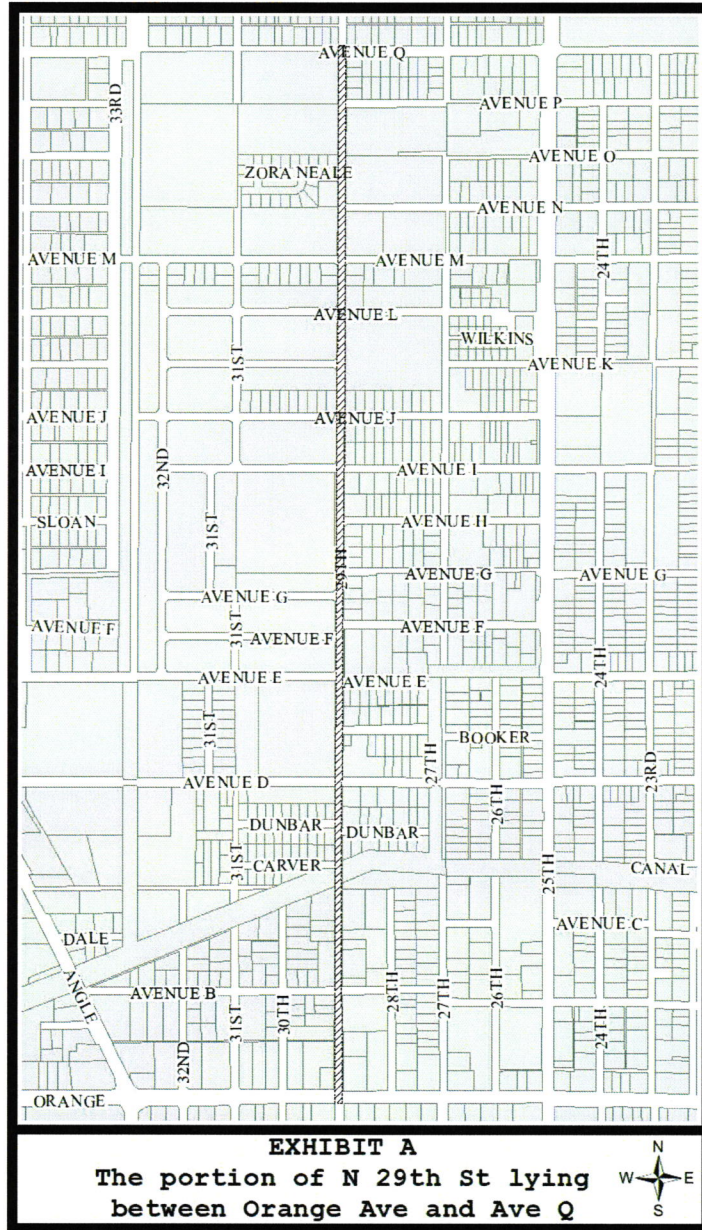 AVENUE Q
33RD
AVENUE P
AVENUE O
ZORA NEALE
AVENUE N
24TH
AVENUE M
AVENUE M
AVENUE L
WILKINS
31ST
AVENUE K
AVENUE J
AVENUE J
32ND
AVENUE I
AVENUE I
SLOAN
31ST
AVENUE H
29TH
AVENUE G
AVENUE G
AVENUE G
AVENUE F
31ST
AVENUE F
AVENUE F
24TH
AVENUE E
AVENUE E
31ST
BOOKER
27TH
23RD
AVENUE D
26TH
DUNBAR
DUNBAR
31ST
CARVER
25TH
CANAL
DALE
AVENUE C
ANGLE
AVENUE B
31ST
30TH
28TH
27TH
26TH
24TH
32ND
ORANGE
EXHIBIT A
The portion of N 29th St lying
between Orange Ave and Ave Q
N
W E
S